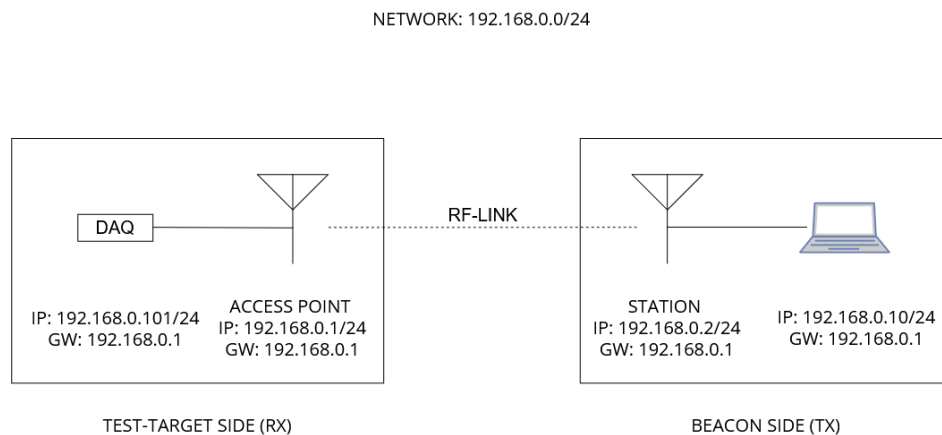 NETWORK: 192.168.0.0/24
DAQ
IP: 192.168.0.101/24
GW: 192.168.0.1
ACCESS POINT
IP: 192.168.0.1/24
GW: 192.168.0.1
TEST-TARGET SIDE (RX)
RF-LINK
STATION
IP: 192.168.0.2/24
GW: 192.168.0.1
IP: 192.168.0.10/24
GW: 192.168.0.1
BEACON SIDE (TX)